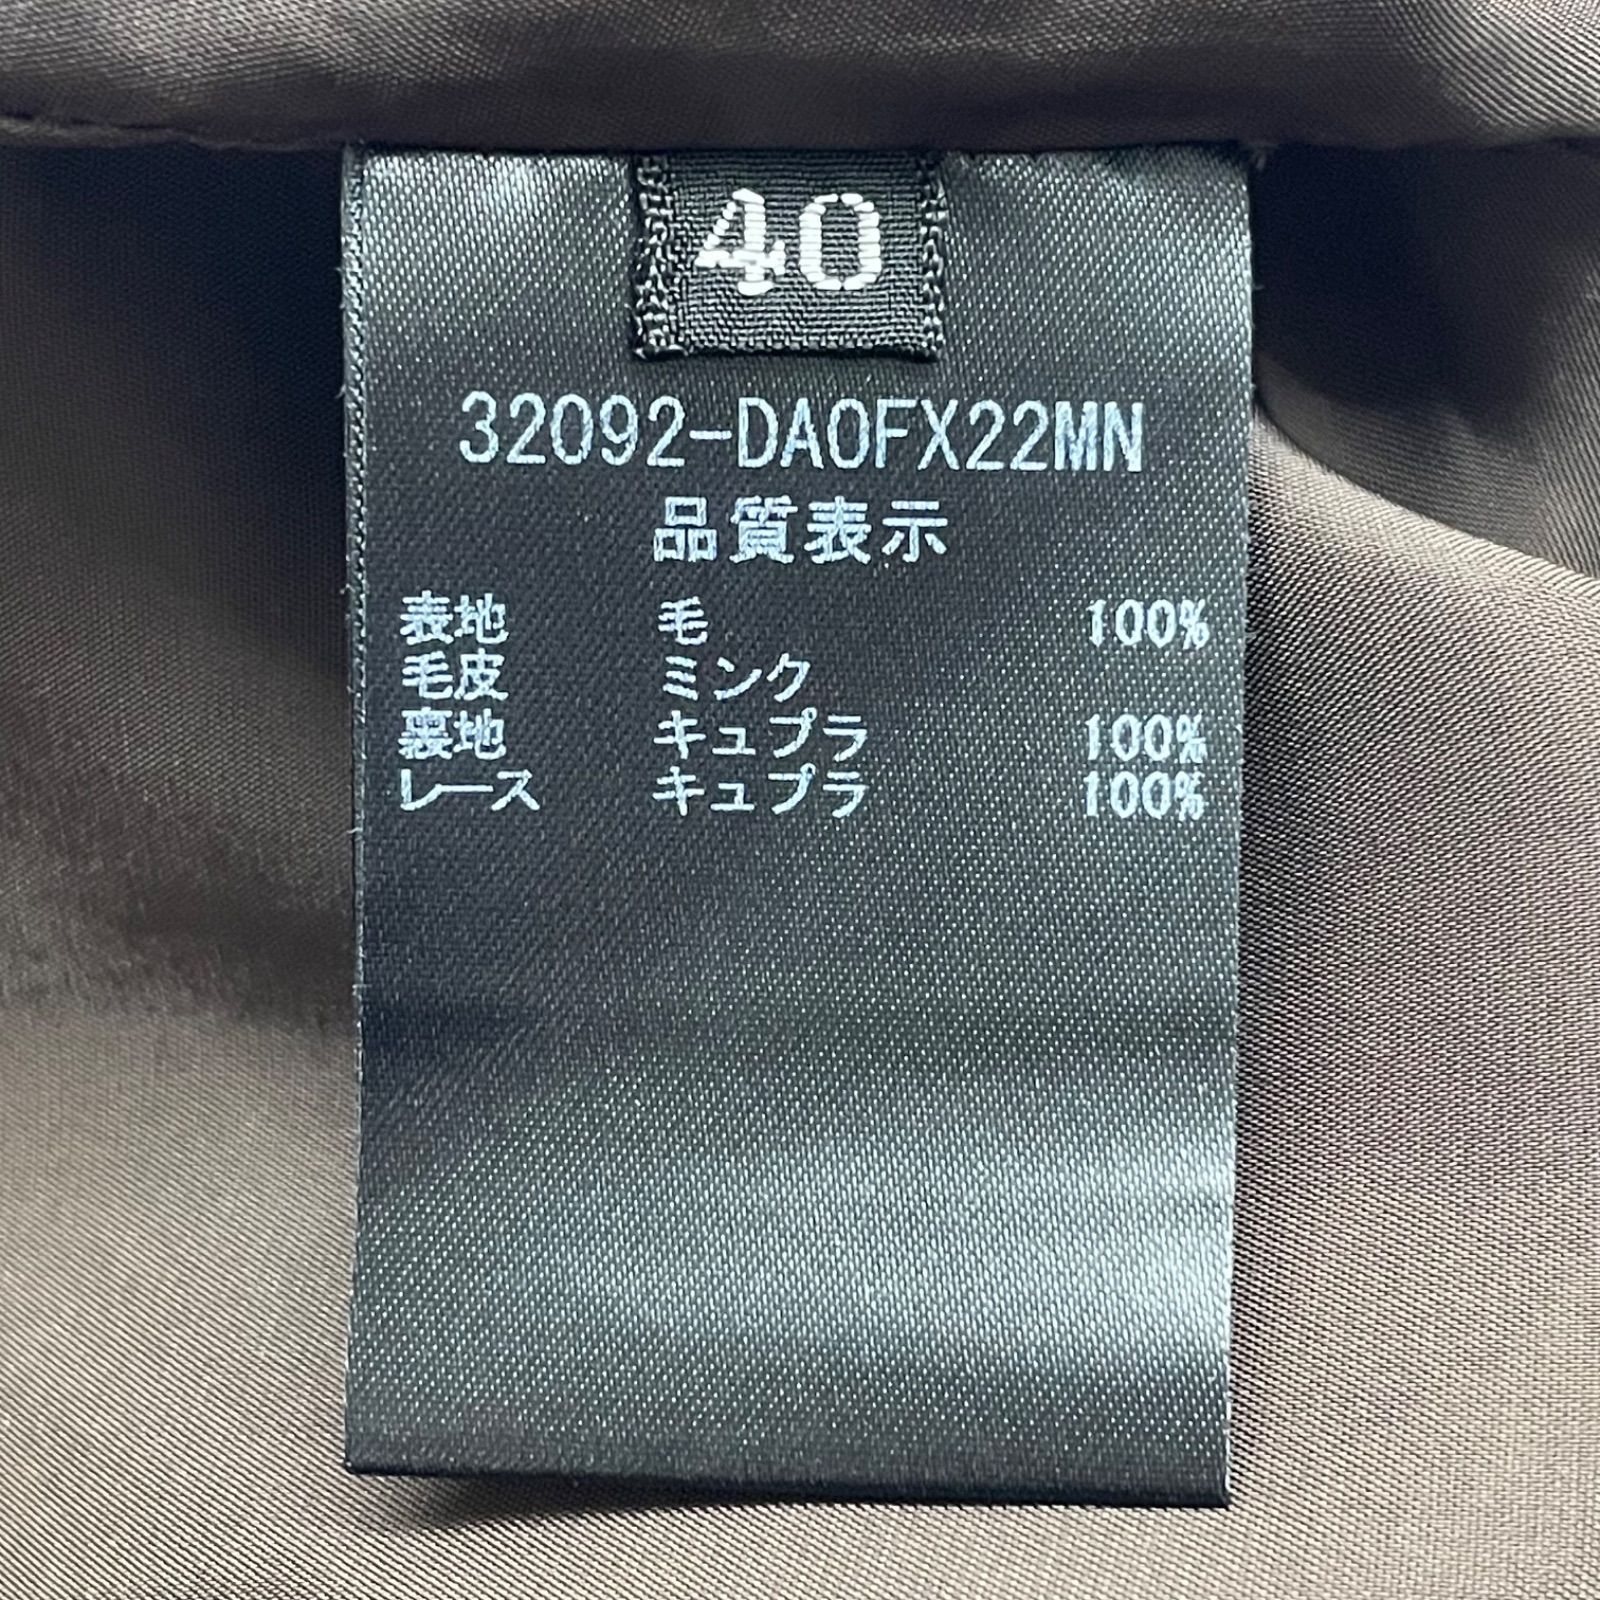 40
32092-DA0FX22MN
品質表示
表地 毛 100%
毛皮 ミンク
裏地 キュプラ 100%
レース キュプラ 100%